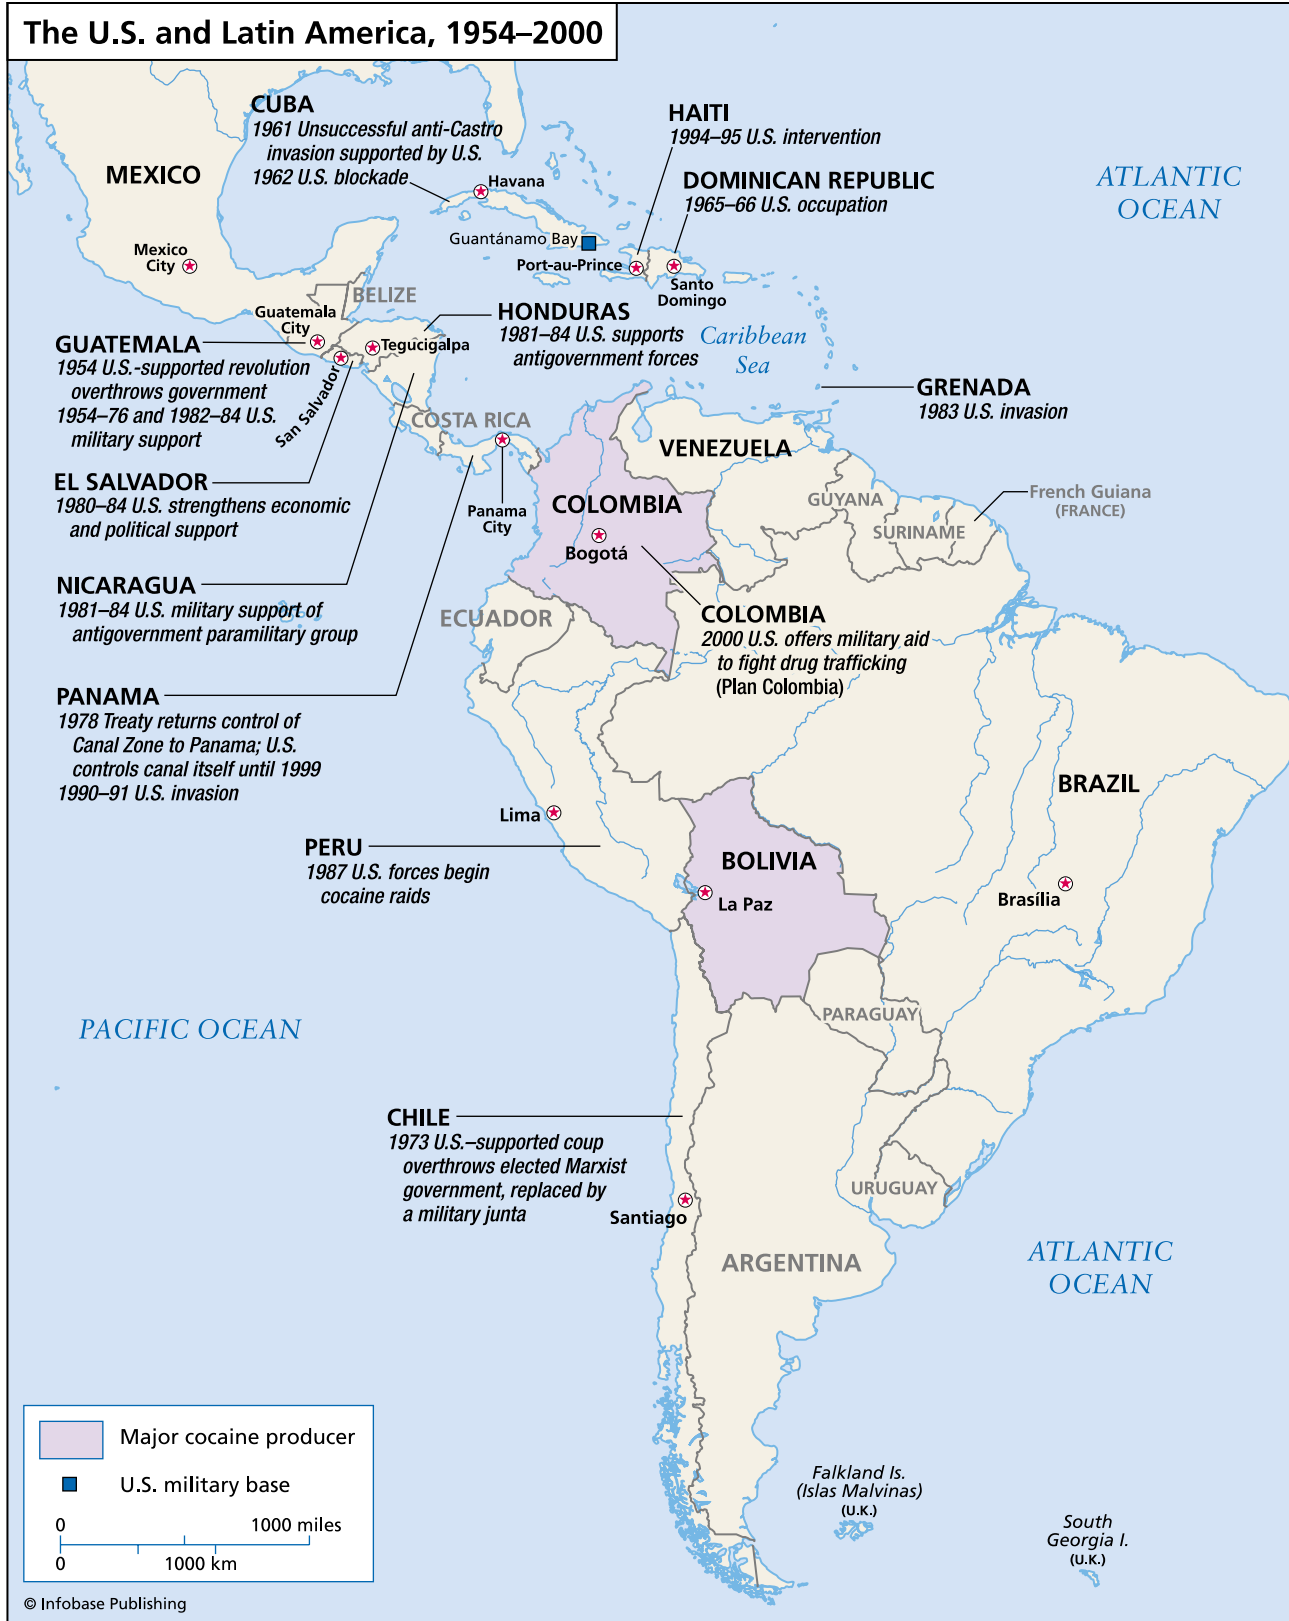 The U.S. and Latin America, 1954–2000
CUBA
1961 Unsuccessful anti-Castro
invasion supported by U.S.
1962 U.S. blockade
HAITI
1994–95 U.S. intervention
DOMINICAN REPUBLIC
1965–66 U.S. occupation
ATLANTIC
OCEAN
MEXICO
Havana
Guantánamo Bay
Mexico
City
Port-au-Prince
Santo
Domingo
BELIZE
Guatemala
City
HONDURAS
1981–84 U.S. supports
antigovernment forces
Caribbean
Sea
Tegucigalpa
GUATEMALA
1954 U.S.-supported revolution
overthrows government
1954–76 and 1982–84 U.S.
military support
San Salvador
GRENADA
1983 U.S. invasion
COSTA RICA
VENEZUELA
EL SALVADOR
1980–84 U.S. strengthens economic
and political support
Panama
City
COLOMBIA
Bogotá
GUYANA
SURINAME
French Guiana
(FRANCE)
NICARAGUA
1981–84 U.S. military support of
antigovernment paramilitary group
ECUADOR
COLOMBIA
2000 U.S. offers military aid
to fight drug trafficking
(Plan Colombia)
PANAMA
1978 Treaty returns control of
Canal Zone to Panama; U.S.
controls canal itself until 1999
1990–91 U.S. invasion
BRAZIL
Lima
PERU
1987 U.S. forces begin
cocaine raids
BOLIVIA
La Paz
Brasília
PACIFIC OCEAN
PARAGUAY
CHILE
1973 U.S.–supported coup
overthrows elected Marxist
government, replaced by
a military junta
Santiago
URUGUAY
ARGENTINA
ATLANTIC
OCEAN
Major cocaine producer
U.S. military base
0 1000 miles
0 1000 km
Falkland Is.
(Islas Malvinas)
(U.K.)
South
Georgia I.
(U.K.)
© Infobase Publishing